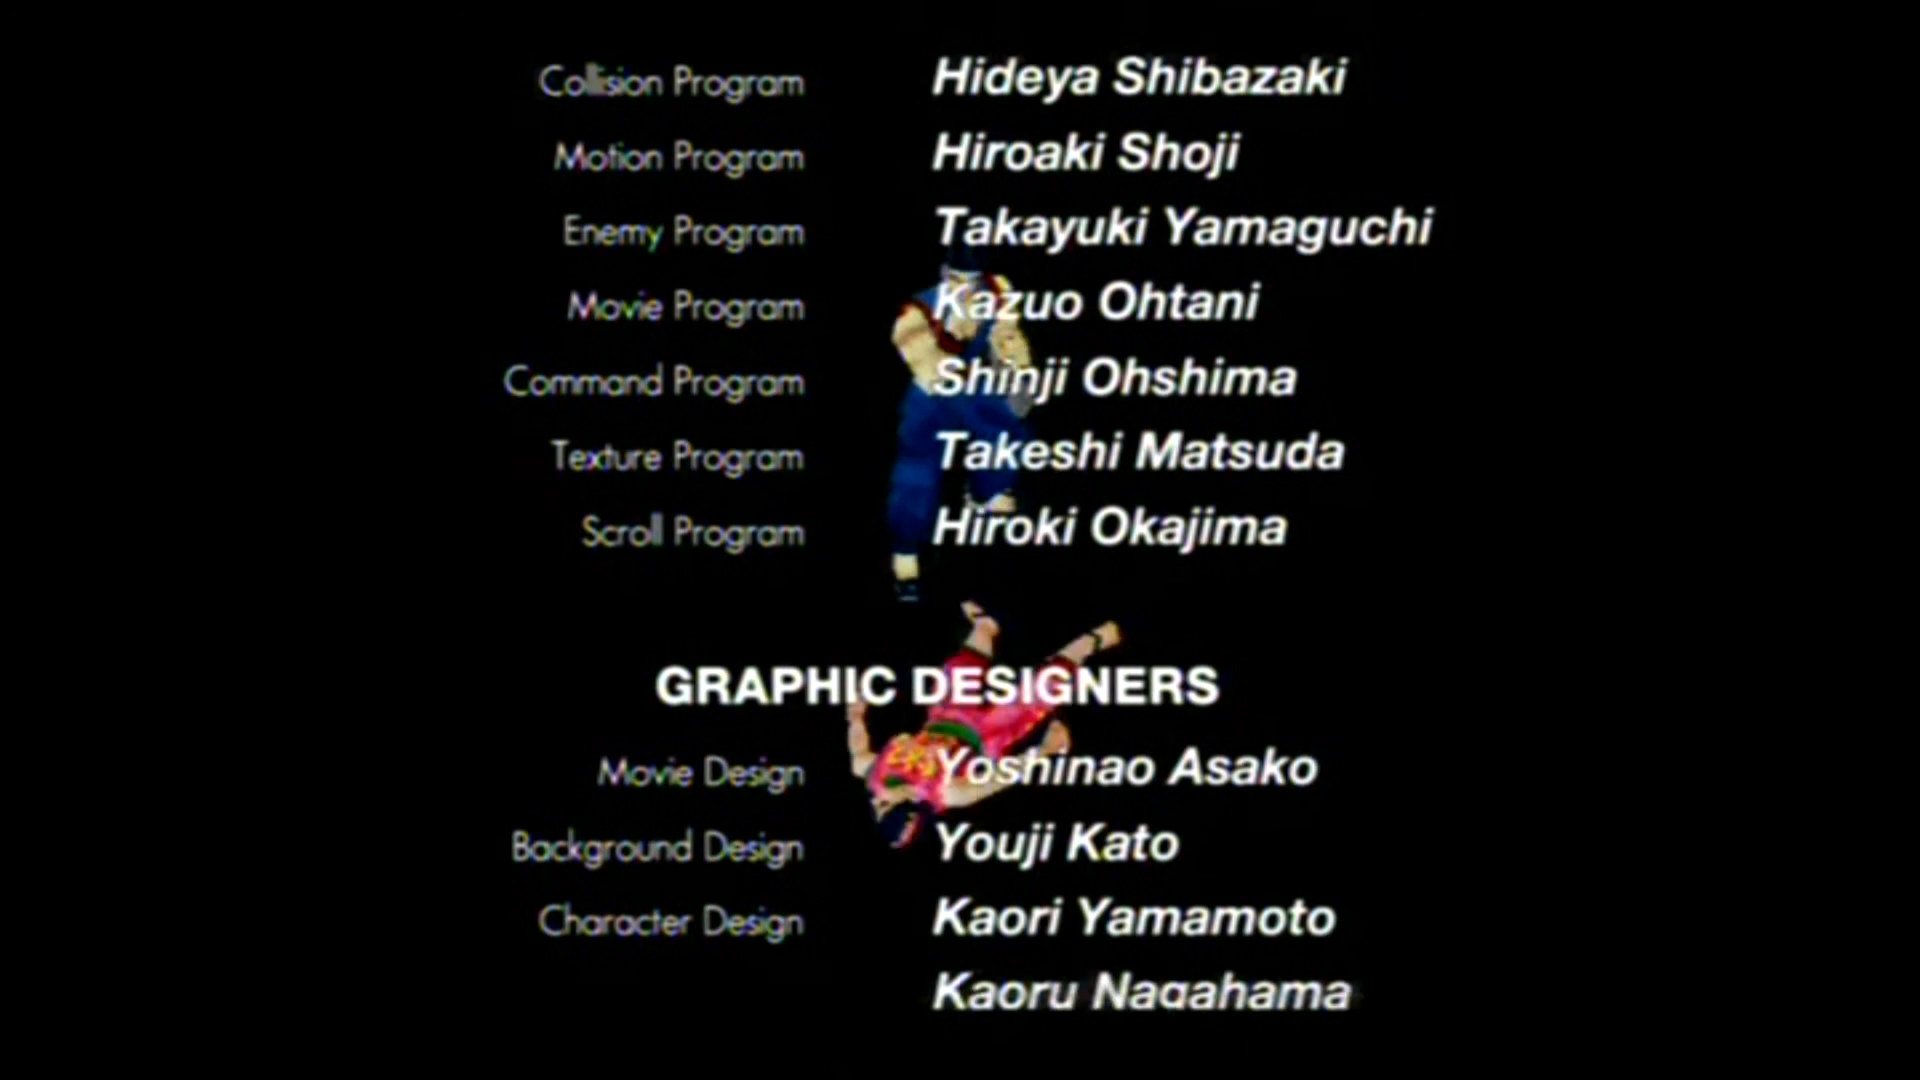 Collision Program Hideya Shibazaki
Motion Program Hiroaki Shoji
Enemy Program Takayuki Yamaguchi
Movie Program Kazuo Ohtani
Command Program Shinji Ohshima
Texture Program Takeshi Matsuda
Scroll Program Hiroki Okajima
GRAPHIC DESIGNERS
Movie Design Yoshinao Asako
Background Design Youji Kato
Character Design Kaori Yamamoto
Kaoru Nagahama